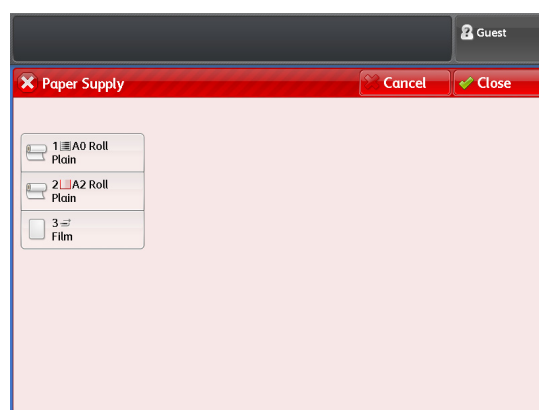 Guest
Paper Supply
Cancel
Close
1 A0 Roll
Plain
2 A2 Roll
Plain
3
Film